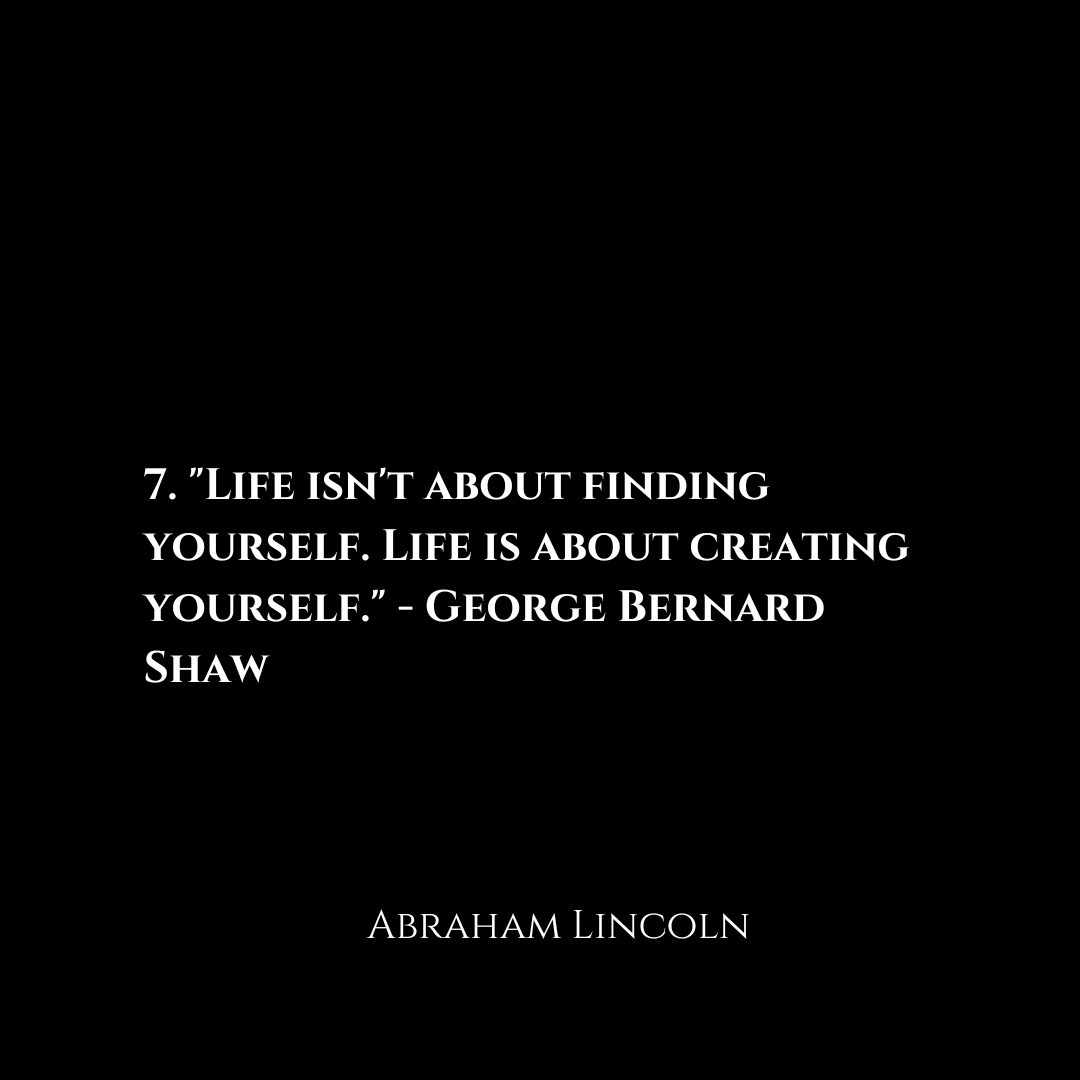 7. "Life isn't about finding
yourself. Life is about creating
yourself." - George Bernard
Shaw
Abraham Lincoln